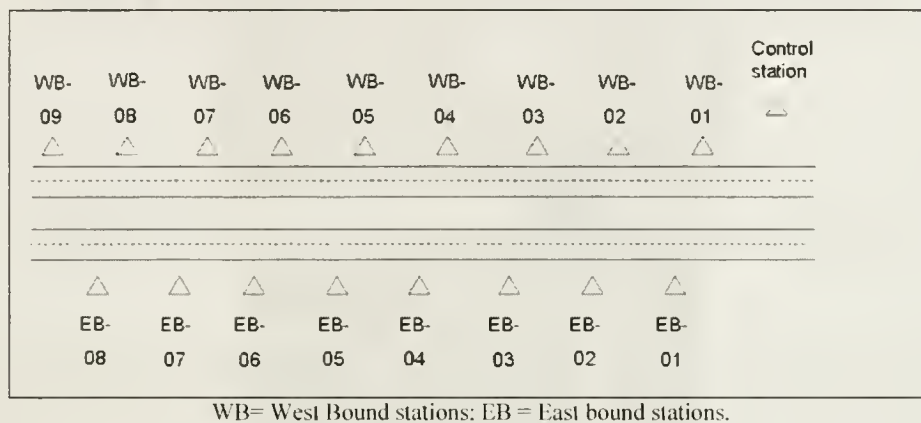 Control
station
WB- WB- WB- WB- WB- WB- WB- WB- WB-
09 08 07 06 05 04 03 02 01
EB- EB- EB- EB- EB- EB- EB- EB-
08 07 06 05 04 03 02 01
WB= West Bound stations; EB = East bound stations.